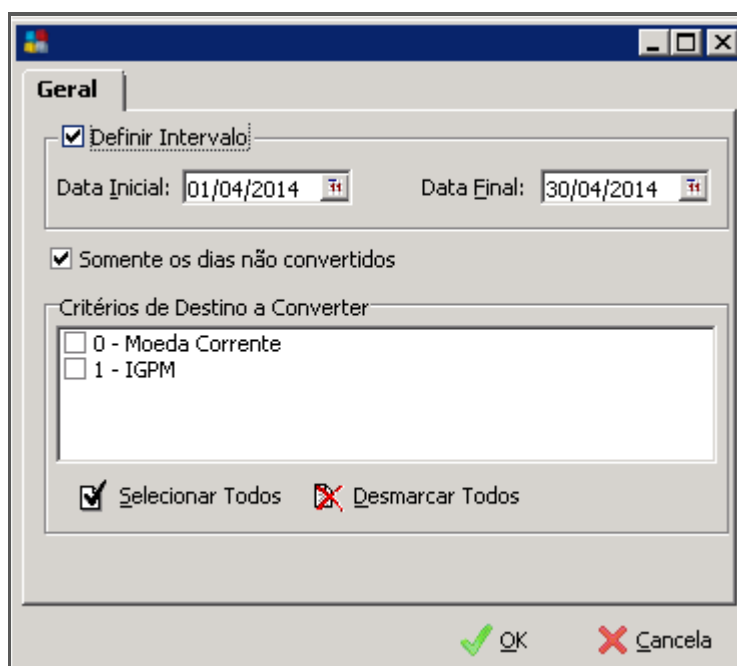 Geral
Definir Intervalo
Data Inicial: 01/04/2014 Data Final: 30/04/2014
Somente os dias não convertidos
Critérios de Destino a Converter
0 - Moeda Corrente
1 - IGPM
Selecionar Todos Desmarcar Todos
OK Cancela